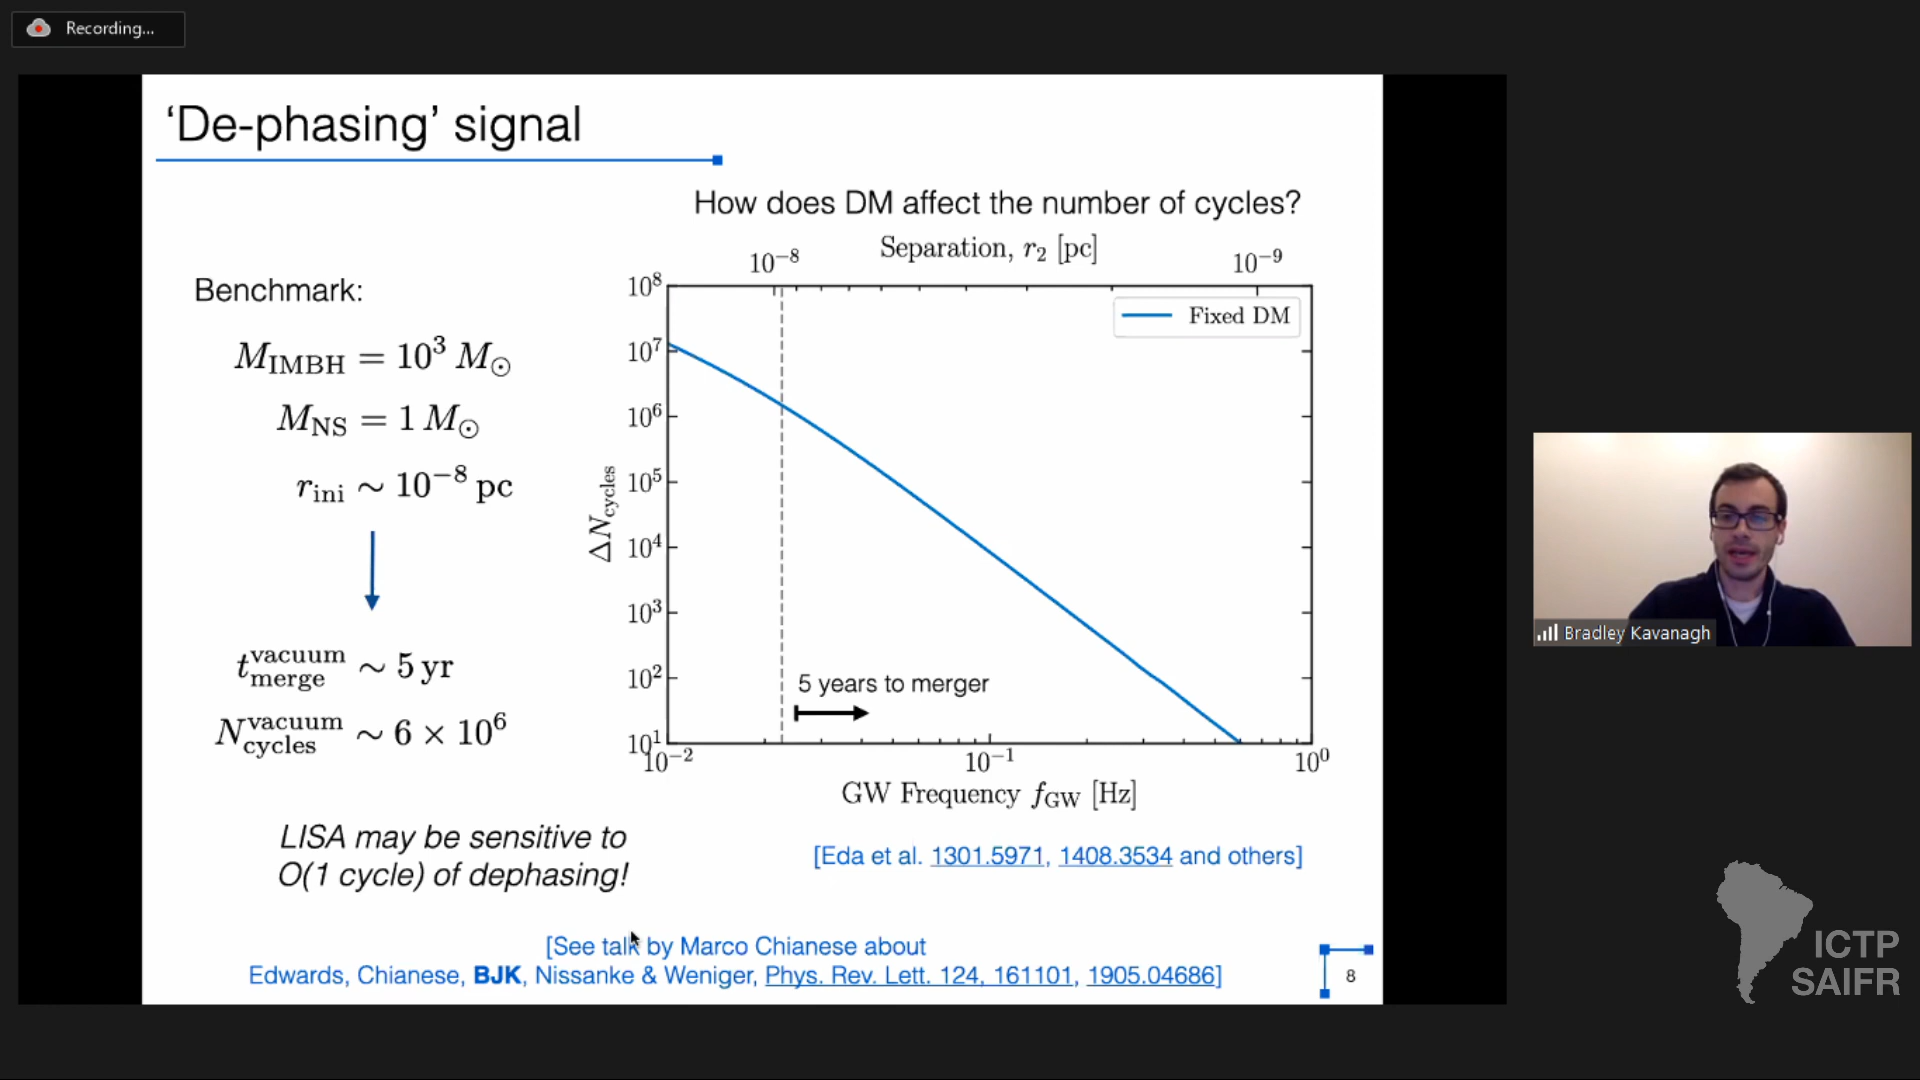 Recording...
‘De-phasing’ signal
How does DM affect the number of cycles?
Separation, r₂ [pc]
10⁻⁸ 10⁻⁹
Benchmark:
M_IMBH = 10³ M_⊙
M_NS = 1 M_⊙
r_ini ∼ 10⁻⁸ pc
t_merge^vacuum ∼ 5 yr
N_cycles^vacuum ∼ 6 × 10⁶
LISA may be sensitive to
O(1 cycle) of dephasing!
Fixed DM
10⁸
10⁷
10⁶
10⁵
10⁴
10³
10²
10¹
ΔN_cycles
5 years to merger
10⁻² 10⁻¹ 10⁰
GW Frequency f_GW [Hz]
[Eda et al. 1301.5971, 1408.3534 and others]
[See talk by Marco Chianese about
Edwards, Chianese, BJK, Nissanke & Weniger, Phys. Rev. Lett. 124, 161101, 1905.04686]
8
Bradley Kavanagh
ICTP
SAIFR